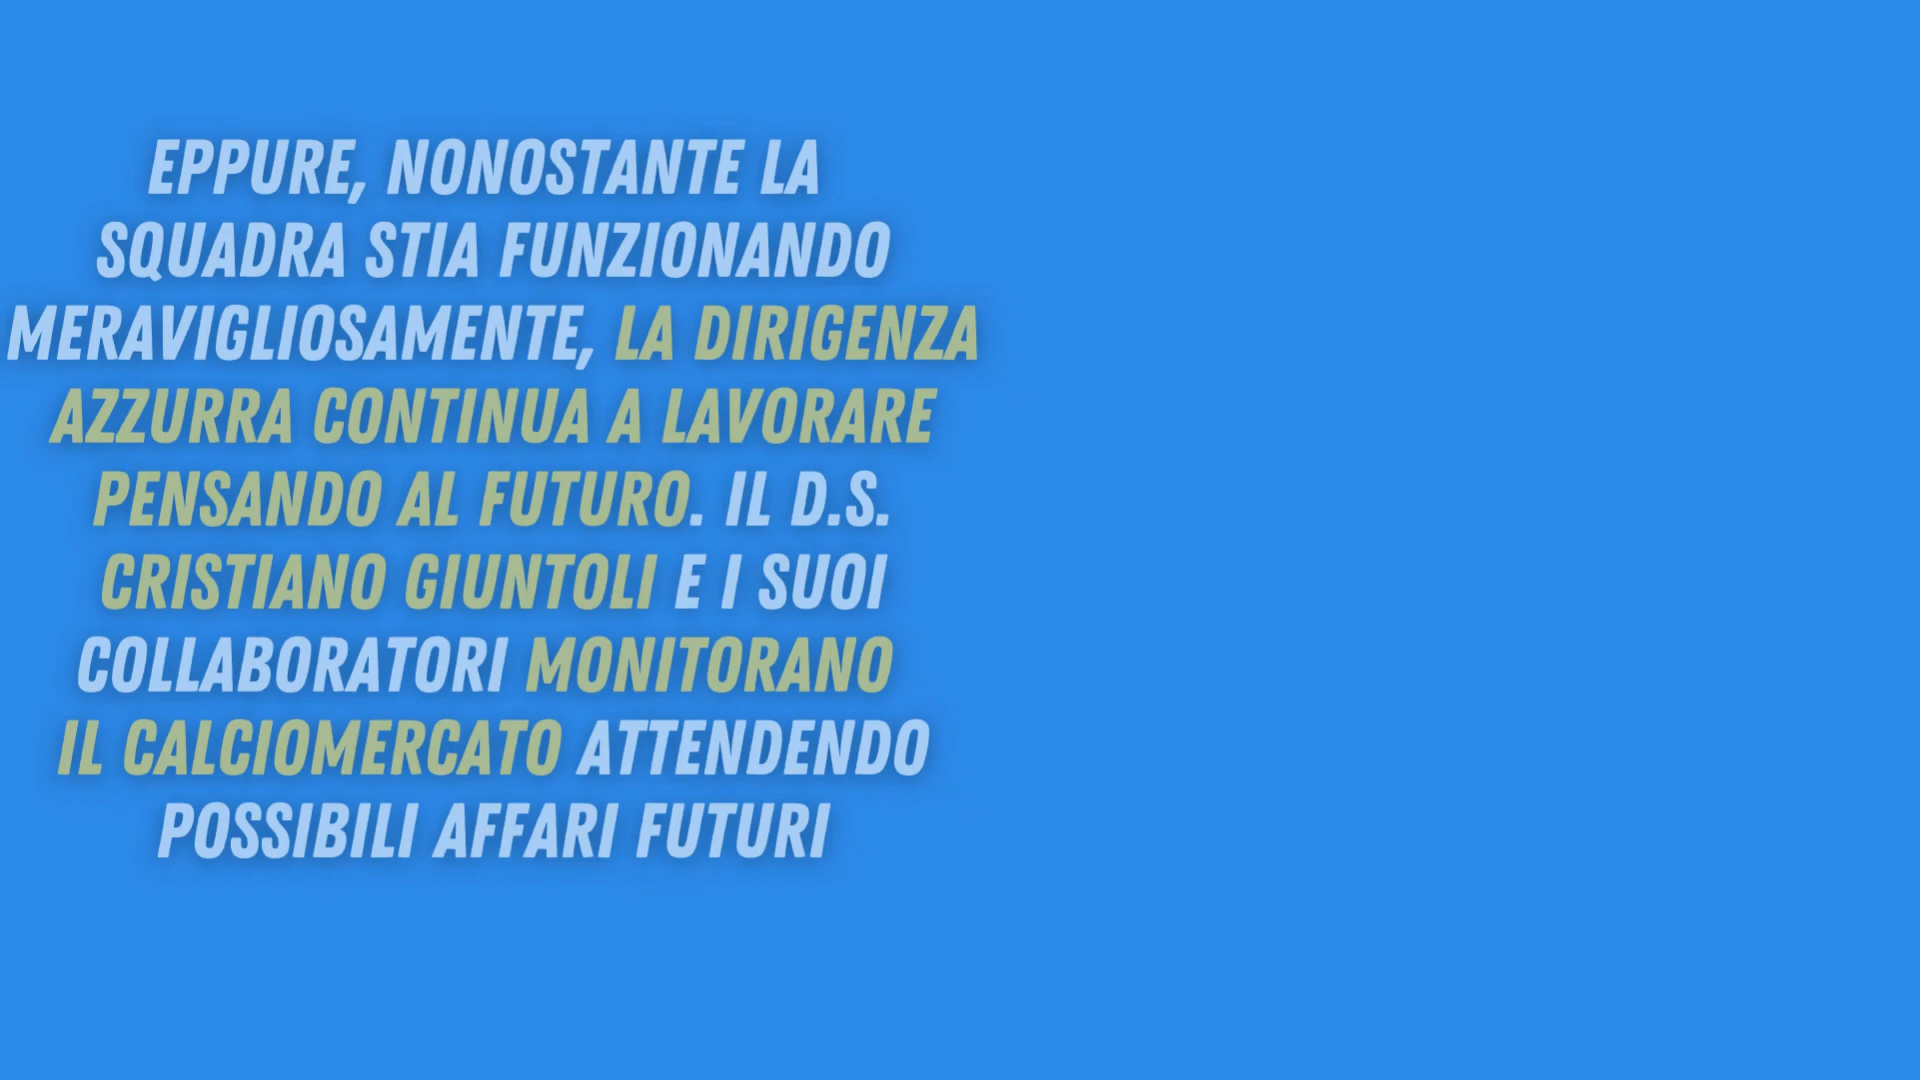 EPPURE, NONOSTANTE LA
SQUADRA STIA FUNZIONANDO
MERAVIGLIOSAMENTE, LA DIRIGENZA
AZZURRA CONTINUA A LAVORARE
PENSANDO AL FUTURO. IL D.S.
CRISTIANO GIUNTOLI E I SUOI
COLLABORATORI MONITORANO
IL CALCIOMERCATO ATTENDENDO
POSSIBILI AFFARI FUTURI